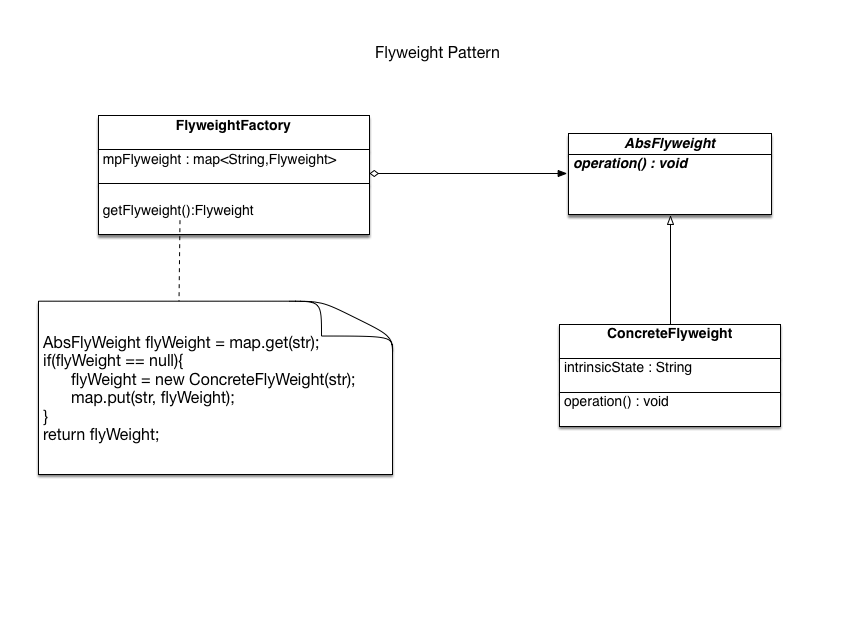 Flyweight Pattern
FlyweightFactory
mpFlyweight : map<String,Flyweight>
getFlyweight():Flyweight
AbsFlyweight
operation() : void
AbsFlyWeight flyWeight = map.get(str);
if(flyWeight == null){
flyWeight = new ConcreteFlyWeight(str);
map.put(str, flyWeight);
}
return flyWeight;
ConcreteFlyweight
intrinsicState : String
operation() : void